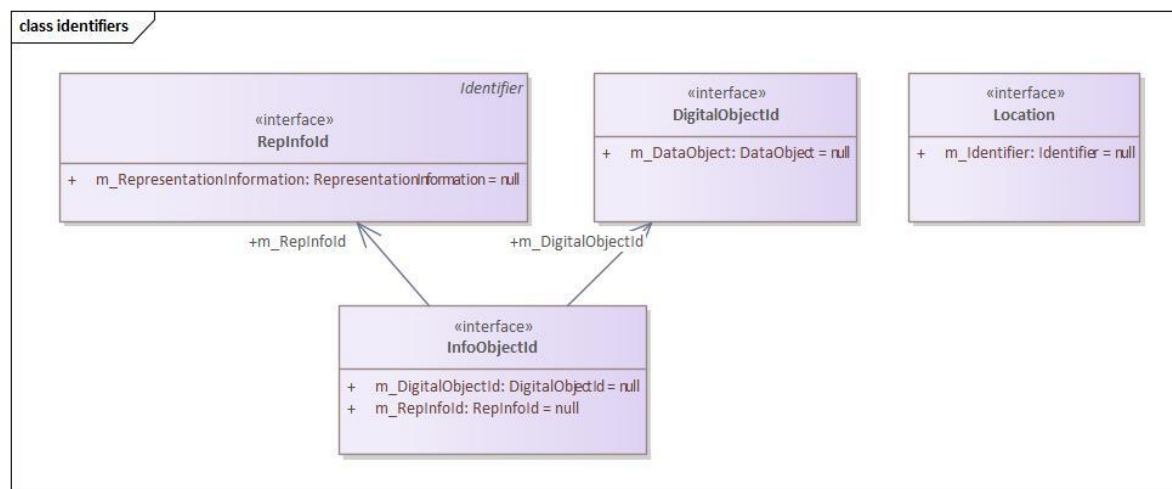 class identifiers
Identifier
«interface»
RepInfoId
+ m_RepresentationInformation: RepresentationInformation = null
«interface»
DigitalObjectId
+ m_DataObject: DataObject = null
«interface»
Location
+ m_Identifier: Identifier = null
+m_RepInfoId
+m_DigitalObjectId
«interface»
InfoObjectId
+ m_DigitalObjectId: DigitalObjectId = null
+ m_RepInfoId: RepInfoId = null